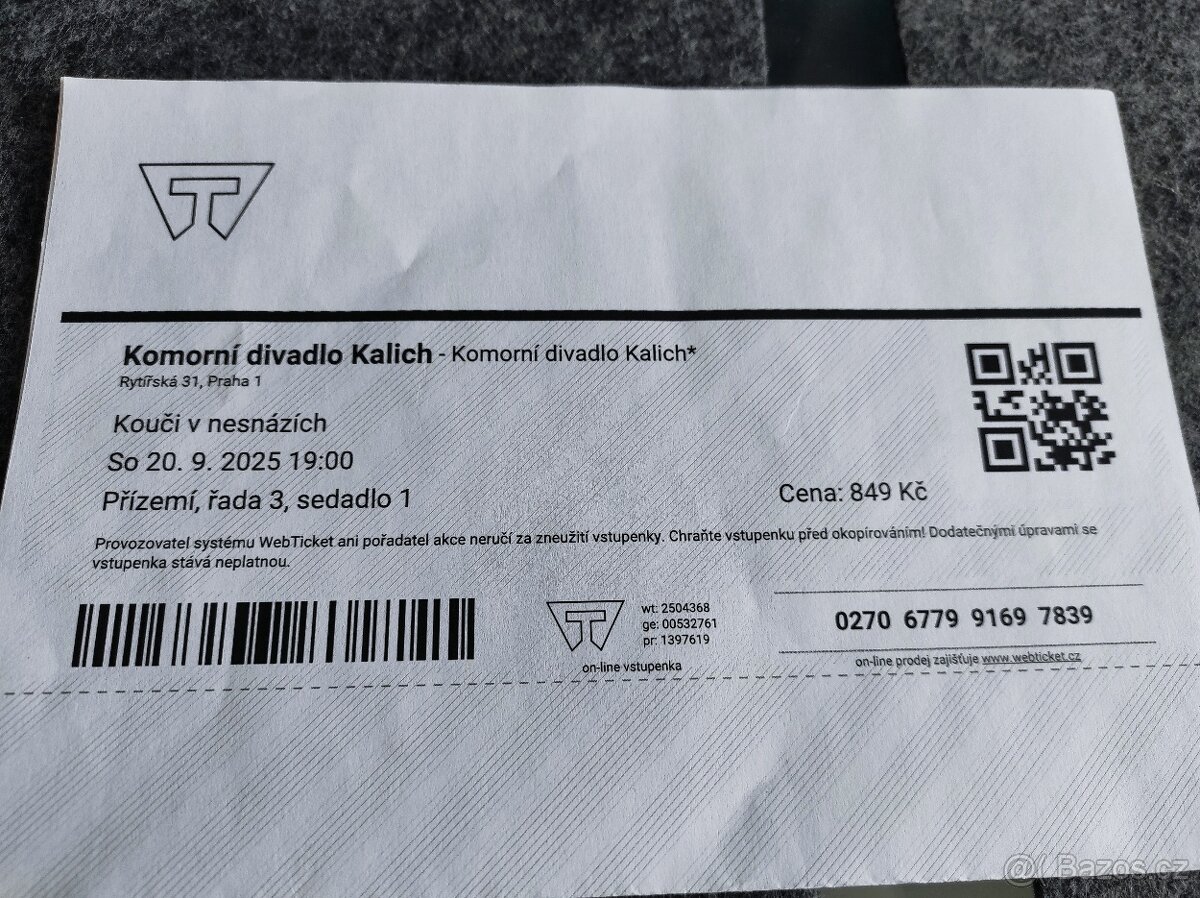 Komorní divadlo Kalich - Komorní divadlo Kalich*
Rytířská 31, Praha 1
Kouči v nesnázích
So 20. 9. 2025 19:00
Přízemí, řada 3, sedadlo 1
Cena: 849 Kč
Provozovatel systému WebTicket ani pořadatel akce neručí za zneužití vstupenky. Chraňte vstupenku před okopírováním! Dodatečnými úpravami se
vstupenka stává neplatnou.
wt: 2504368
ge: 00532761
pr: 1397619
on-line vstupenka
0270 6779 9169 7839
on-line prodej zajišťuje www.webticket.cz
Bazos.cz